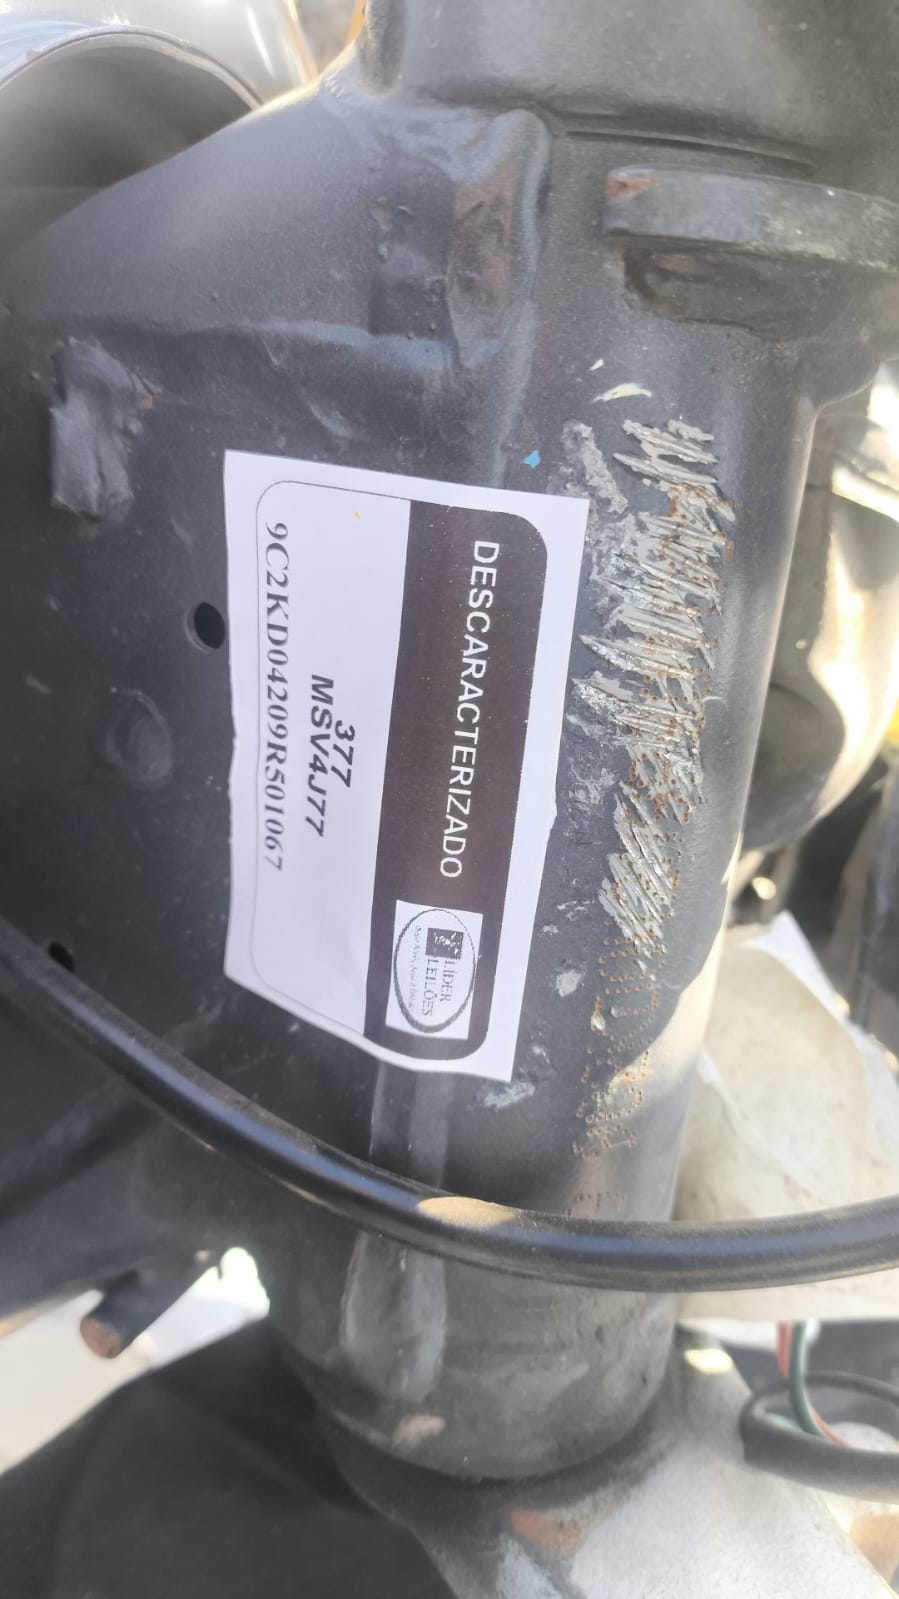 DESCARACTERIZADO
LÍDER
LEILÕES
377
MSV4J77
9C2KD04209R501067